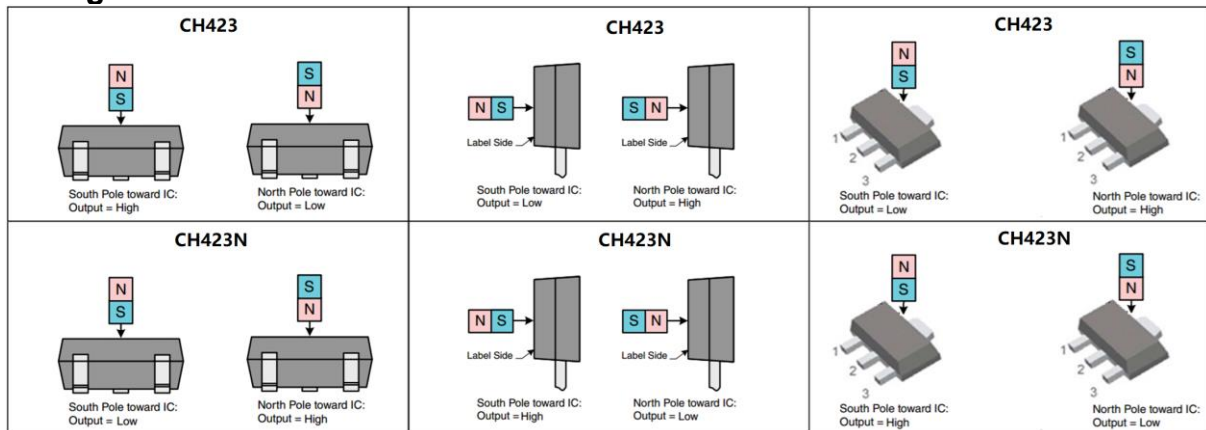 CH423
N
S
S
N
South Pole toward IC:
Output = High
North Pole toward IC:
Output = Low
CH423
N S
Label Side
S N
Label Side
South Pole toward IC:
Output = Low
North Pole toward IC:
Output = High
CH423
N
S
S
N
1
2
3
1
2
3
South Pole toward IC:
Output = Low
North Pole toward IC:
Output = High
CH423N
N
S
S
N
South Pole toward IC:
Output = Low
North Pole toward IC:
Output = High
CH423N
N S
Label Side
S N
Label Side
South Pole toward IC:
Output =High
North Pole toward IC:
Output = Low
CH423N
N
S
S
N
1
2
3
1
2
3
South Pole toward IC:
Output = High
North Pole toward IC:
Output = Low